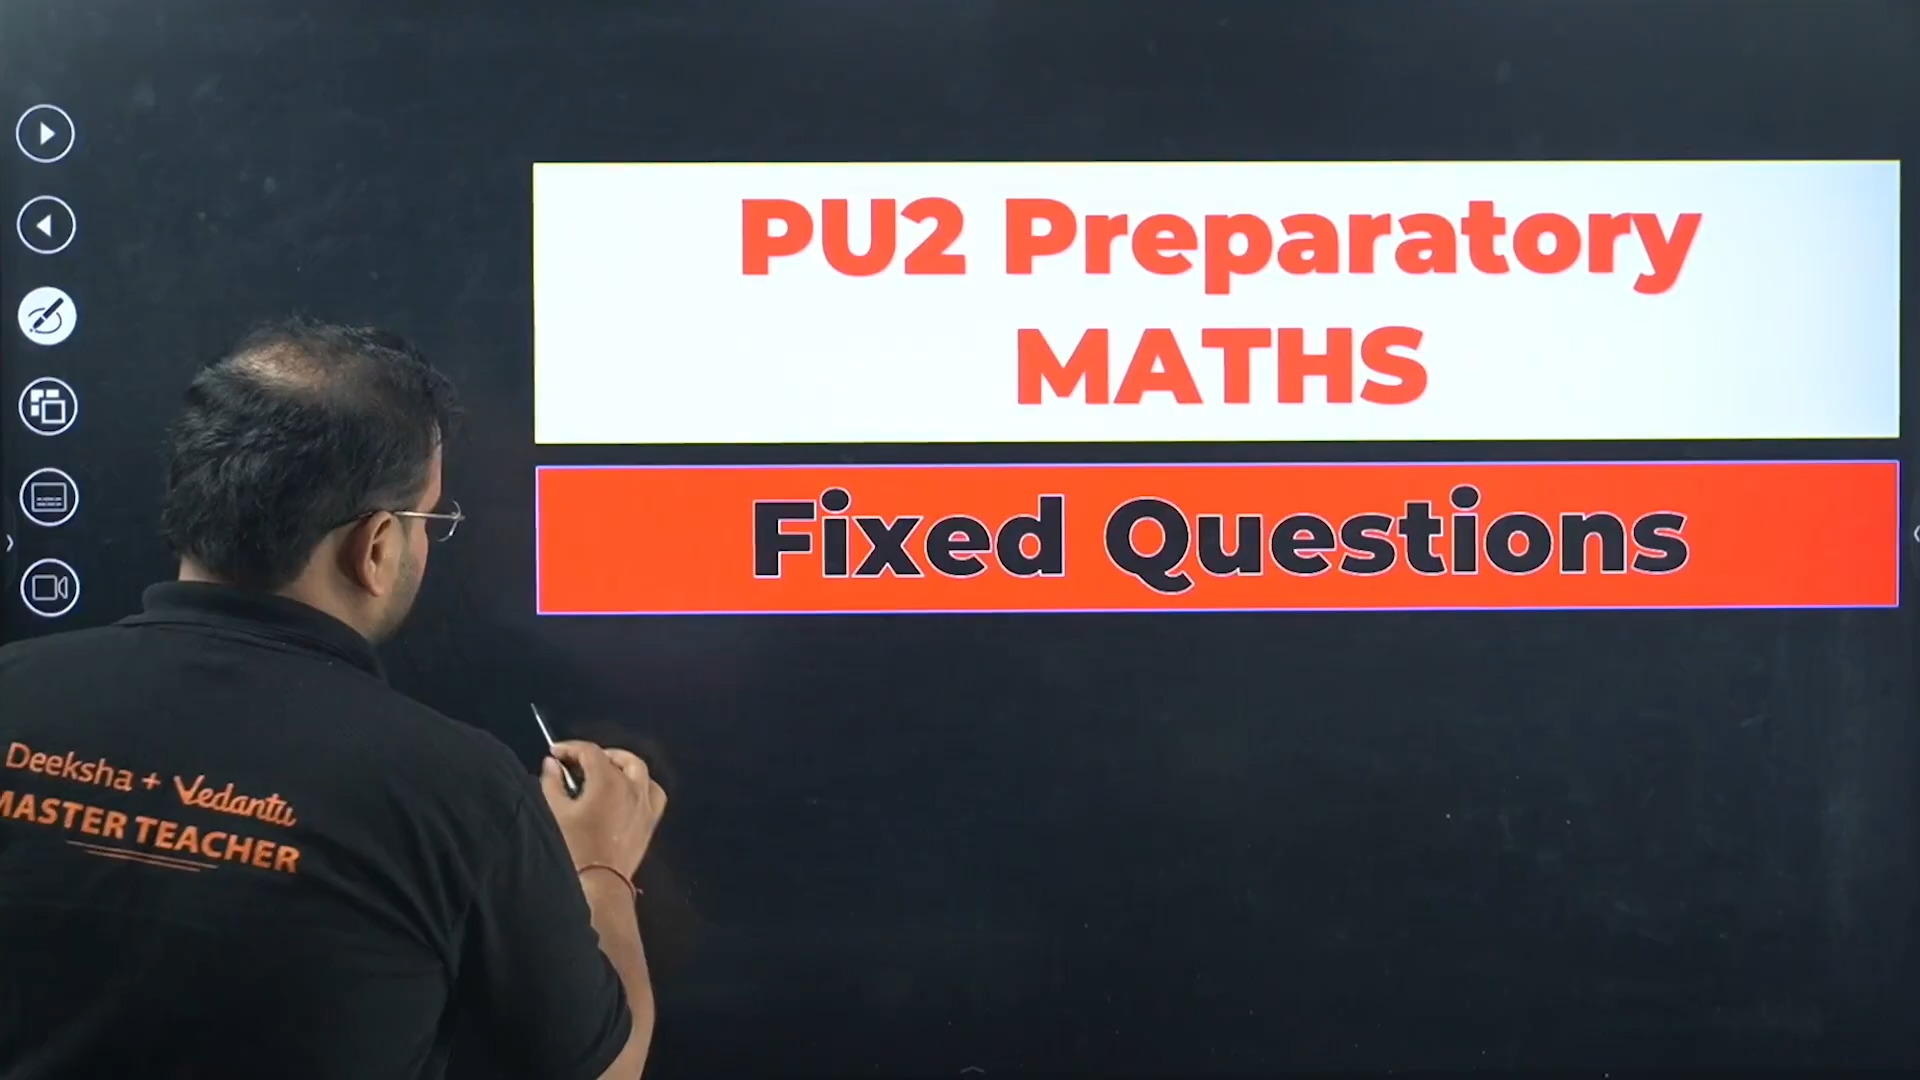 PU2 Preparatory
MATHS
Fixed Questions
Deeksha + Vedantu
MASTER TEACHER